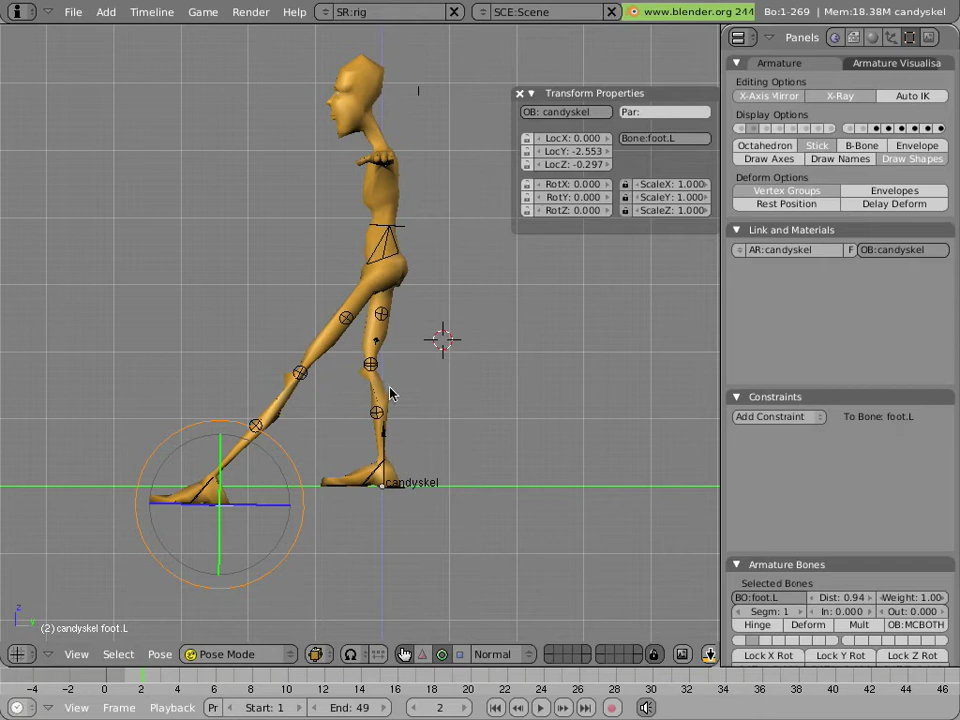 File Add Timeline Game Render Help SR:rig SCE:Scene www.blender.org 244 Bo:1-269 | Mem:18.38M candyskel
Panels
Armature Armature Visualisa
Editing Options
X-Axis Mirror X-Ray Auto IK
Display Options
Octahedron Stick B-Bone Envelope
Draw Axes Draw Names Draw Shapes
Deform Options
Vertex Groups Envelopes
Rest Position Delay Deform
Link and Materials
AR:candyskel F OB:candyskel
Constraints
Add Constraint To Bone: foot.L
Armature Bones
Selected Bones
BO:foot.L Dist: 0.94 Weight: 1.00
Segm: 1 In: 0.000 Out: 0.000
Hinge Deform Mult OB:MCBOTH
Lock X Rot Lock Y Rot Lock Z Rot
Transform Properties
OB: candyskel Par:
LocX: 0.000 Bone:foot.L
LocY: -2.553
LocZ: -0.297
RotX: 0.000 ScaleX: 1.000
RotY: 0.000 ScaleY: 1.000
RotZ: 0.000 ScaleZ: 1.000
candyskel
z
y
(2) candyskel foot.L
View Select Pose Pose Mode Normal
-4 -2 0 2 4 6 8 10 12 14 16 18 20 22 24 26 28 30 32 34 36 38 40 42 44 46
View Frame Playback Pr Start: 1 End: 49 2